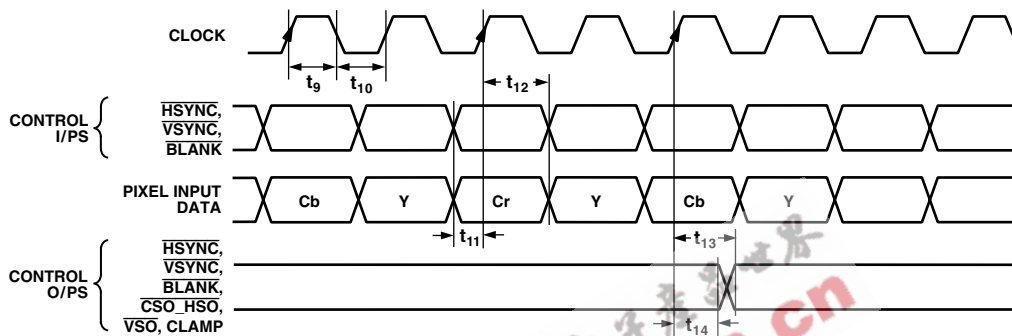 CLOCK
t9
t10
t12
CONTROL
I/PS
HSYNC,
VSYNC,
BLANK
PIXEL INPUT
DATA
Cb
Y
Cr
Y
Cb
Y
t11
t13
CONTROL
O/PS
HSYNC,
VSYNC,
BLANK,
CSO_HSO,
VSO, CLAMP
t14
.cn